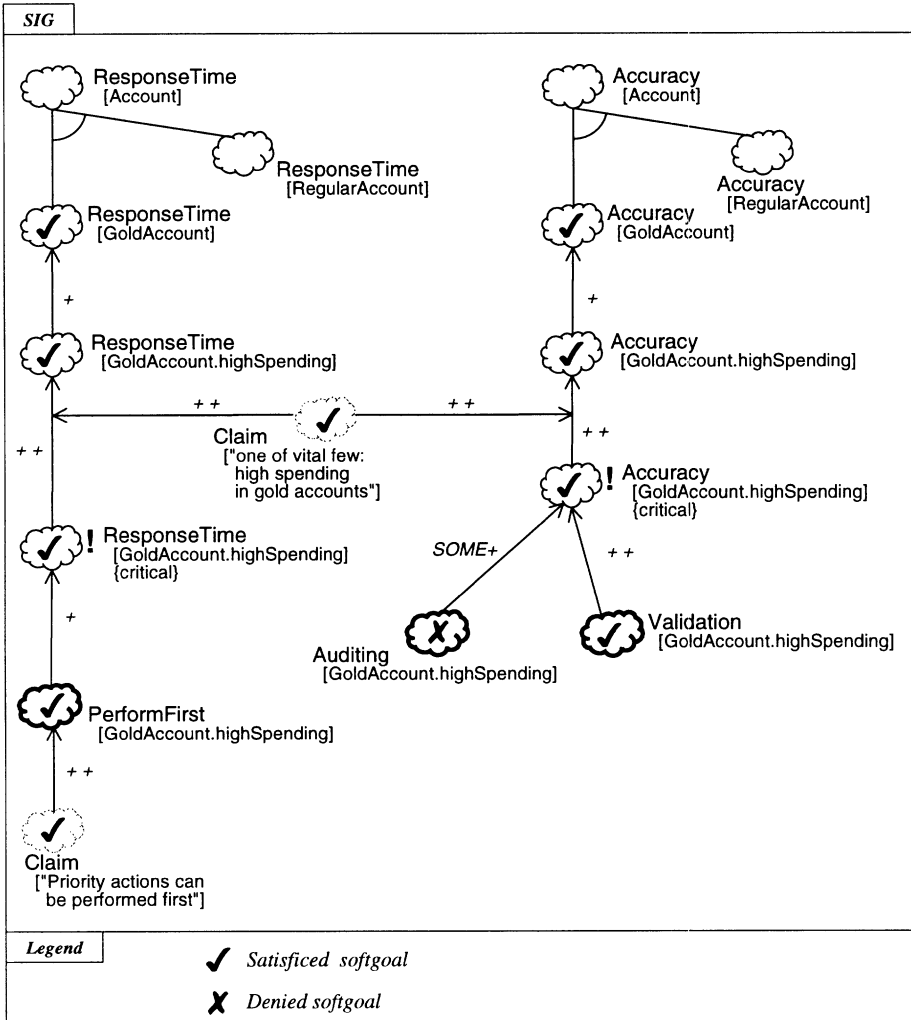 SIG
ResponseTime
[Account]
Accuracy
[Account]
ResponseTime
[RegularAccount]
Accuracy
[RegularAccount]
ResponseTime
[GoldAccount]
Accuracy
[GoldAccount]
+
+
ResponseTime
[GoldAccount.highSpending]
Accuracy
[GoldAccount.highSpending]
++
++
++
++
Claim
["one of vital few:
high spending
in gold accounts"]
! Accuracy
[GoldAccount.highSpending]
{critical}
! ResponseTime
[GoldAccount.highSpending]
{critical}
SOME+
++
+
Auditing
[GoldAccount.highSpending]
Validation
[GoldAccount.highSpending]
PerformFirst
[GoldAccount.highSpending]
++
Claim
["Priority actions can
be performed first"]
Legend
✓ Satisficed softgoal
✗ Denied softgoal